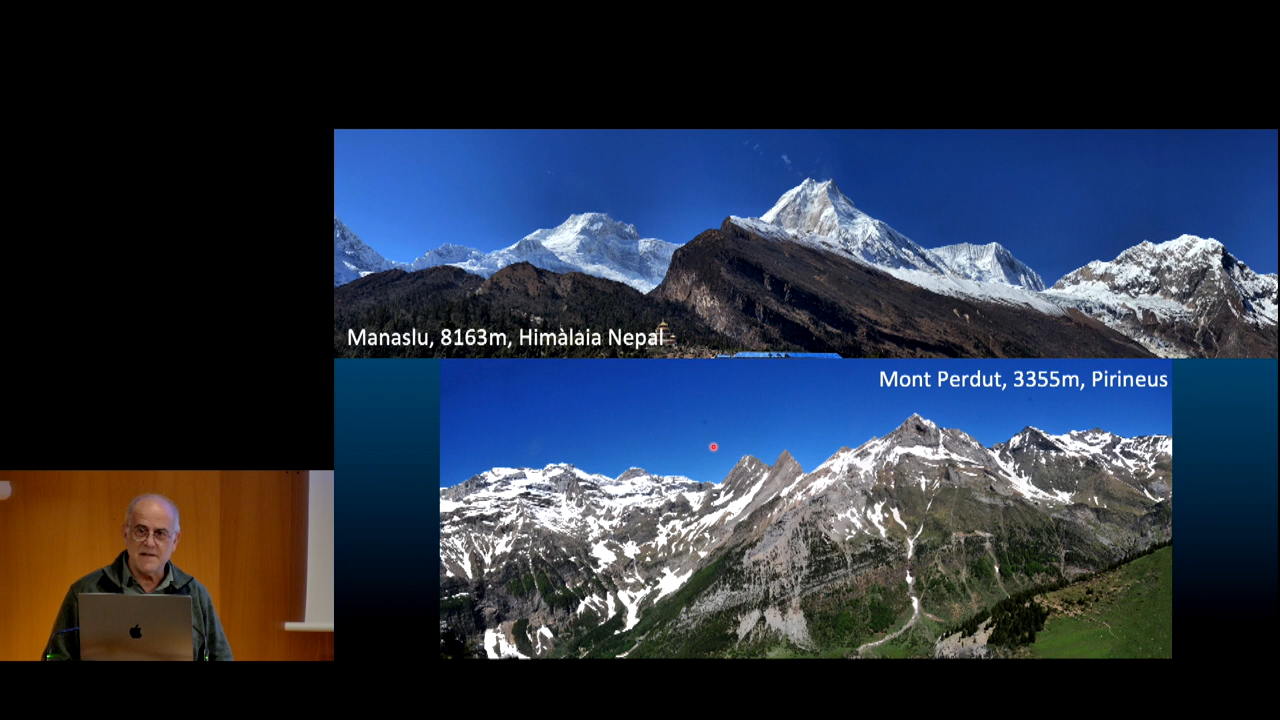 Manaslu, 8163m, Himàlaia Nepal
Mont Perdut, 3355m, Pirineus